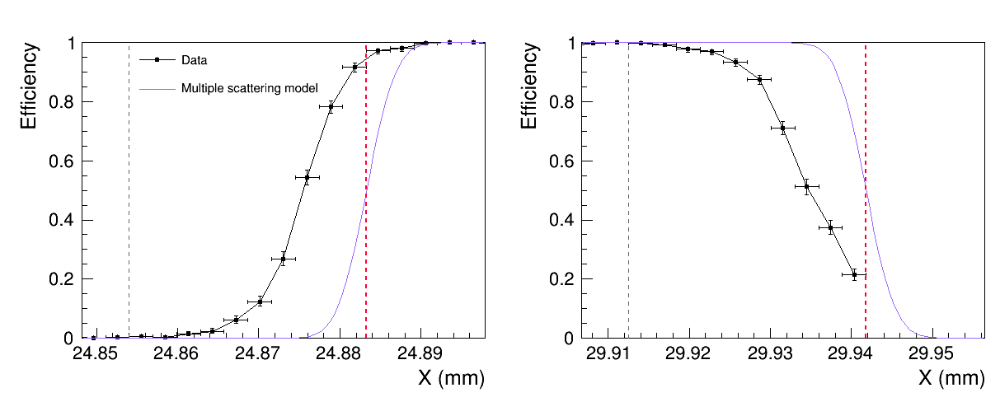 Efficiency
1
0.8
0.6
0.4
0.2
0
Data
Multiple scattering model
24.85 24.86 24.87 24.88 24.89
X (mm)
Efficiency
1
0.8
0.6
0.4
0.2
0
29.91 29.92 29.93 29.94 29.95
X (mm)